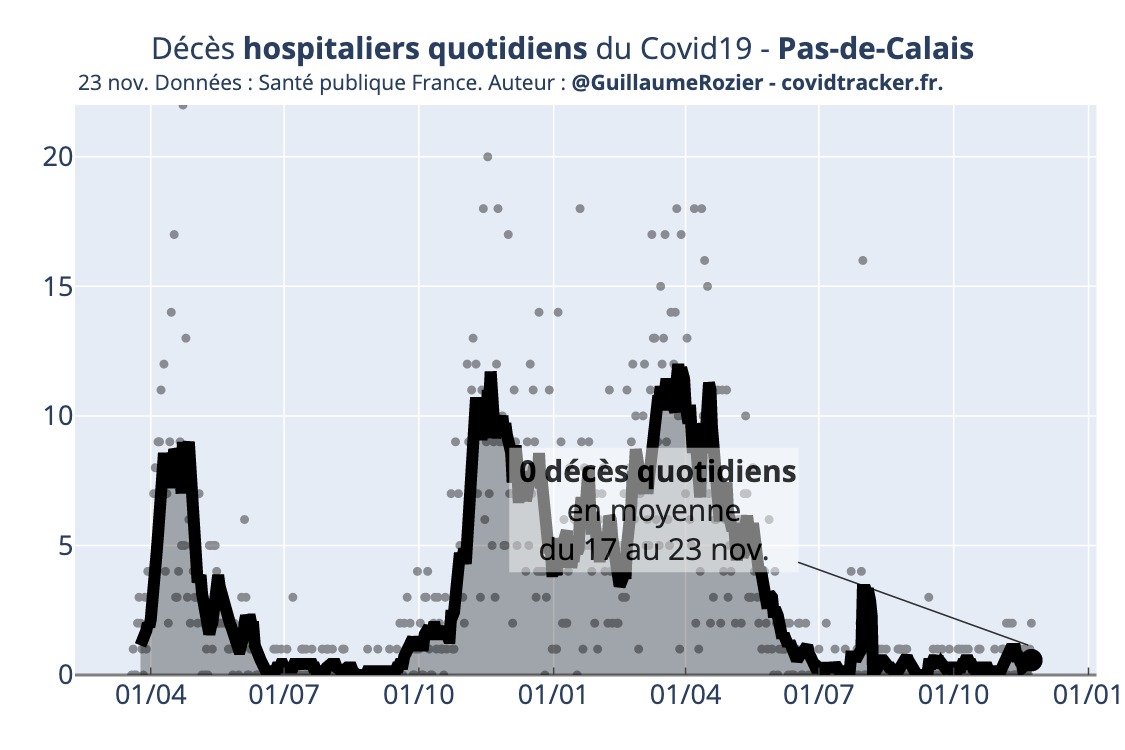 Décès hospitaliers quotidiens du Covid19 - Pas-de-Calais
23 nov. Données : Santé publique France. Auteur : @GuillaumeRozier - covidtracker.fr.
20
15
10
5
0
0 décès quotidiens
en moyenne
du 17 au 23 nov.
01/04 01/07 01/10 01/01 01/04 01/07 01/10 01/01